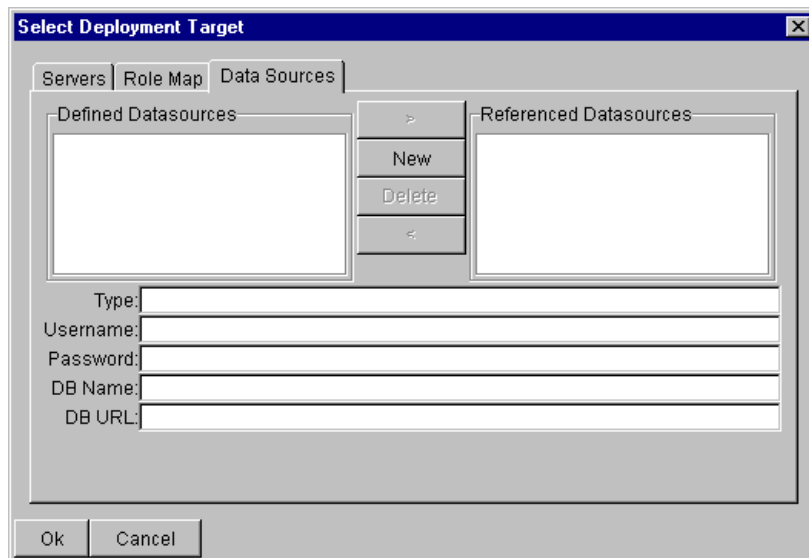 Select Deployment Target
Servers Role Map Data Sources
Defined Datasources
>
New
Delete
<
Referenced Datasources
Type:
Username:
Password:
DB Name:
DB URL:
Ok Cancel